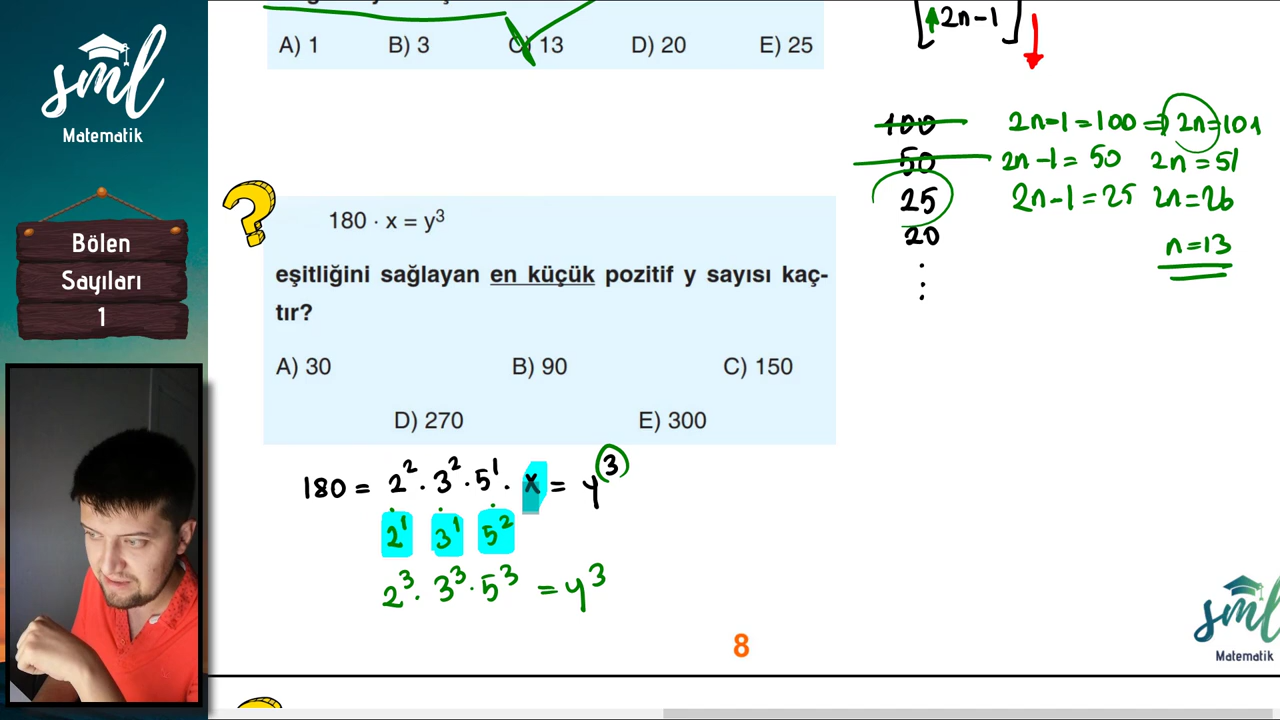 sml
Matematik
Bölen
Sayıları
1
A) 1 B) 3 C) 13 D) 20 E) 25
180 · x = y³
eşitliğini sağlayan en küçük pozitif y sayısı kaç-
tır?
A) 30 B) 90 C) 150
D) 270 E) 300
180 = 2² · 3² · 5¹ · x = y³
2¹ 3¹ 5²
2³ · 3³ · 5³ = y³
8
2n-1
100 2n-1=100 ⇒ 2n=101
50 2n-1=50 2n=51
25 2n-1=25 2n=26
20 n=13
sml
Matematik